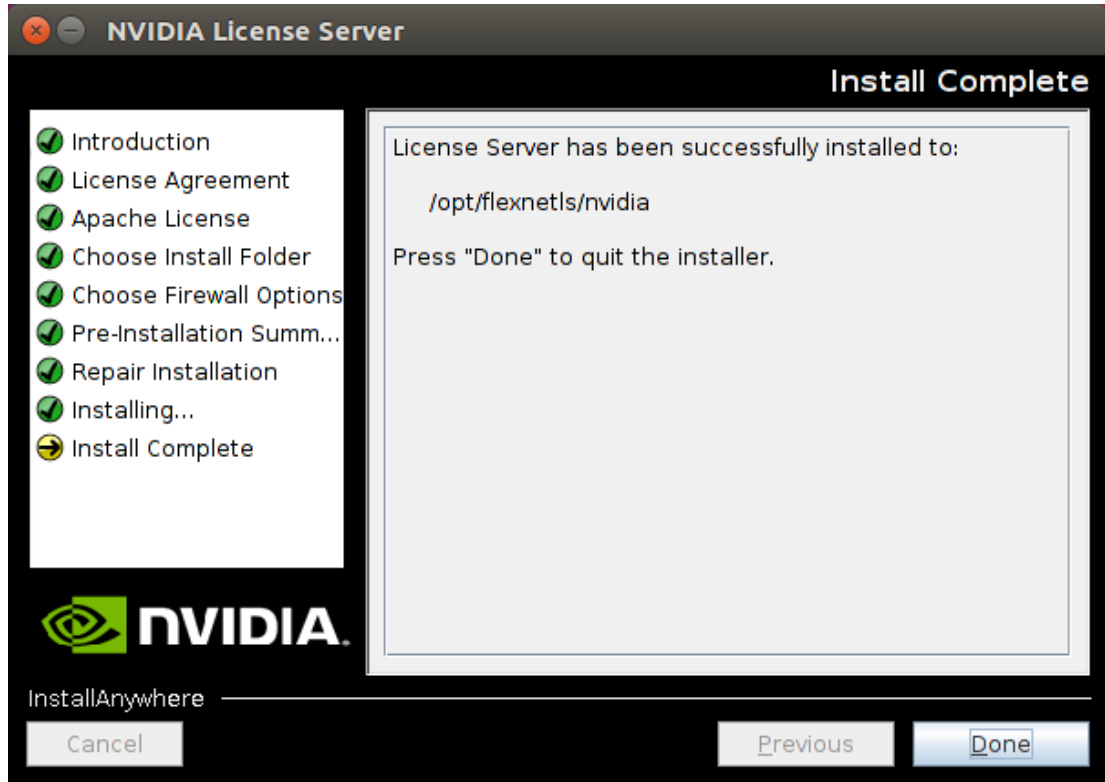 NVIDIA License Server
Install Complete
Introduction
License Agreement
Apache License
Choose Install Folder
Choose Firewall Options
Pre-Installation Summ...
Repair Installation
Installing...
Install Complete
License Server has been successfully installed to:
/opt/flexnetls/nvidia
Press "Done" to quit the installer.
NVIDIA.
InstallAnywhere
Cancel
Previous
Done